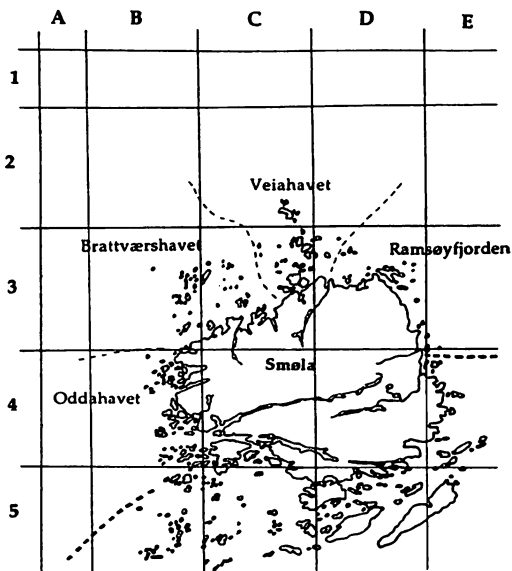 A B C D E
1
2
Veiahavet
Brattværshavet Ramsøyfjorden
3
Smøla
4
Oddahavet
5